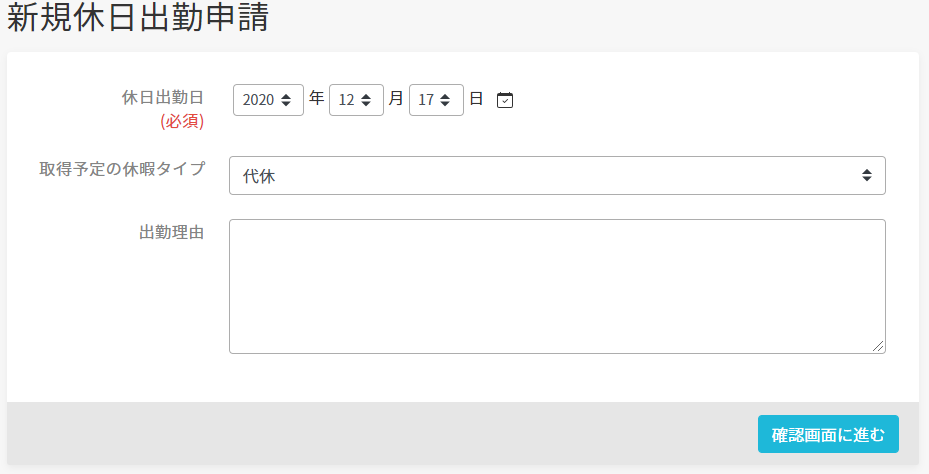 新規休日出勤申請
休日出勤日 2020 年 12 月 17 日
(必須)
取得予定の休暇タイプ 代休
出勤理由
確認画面に進む